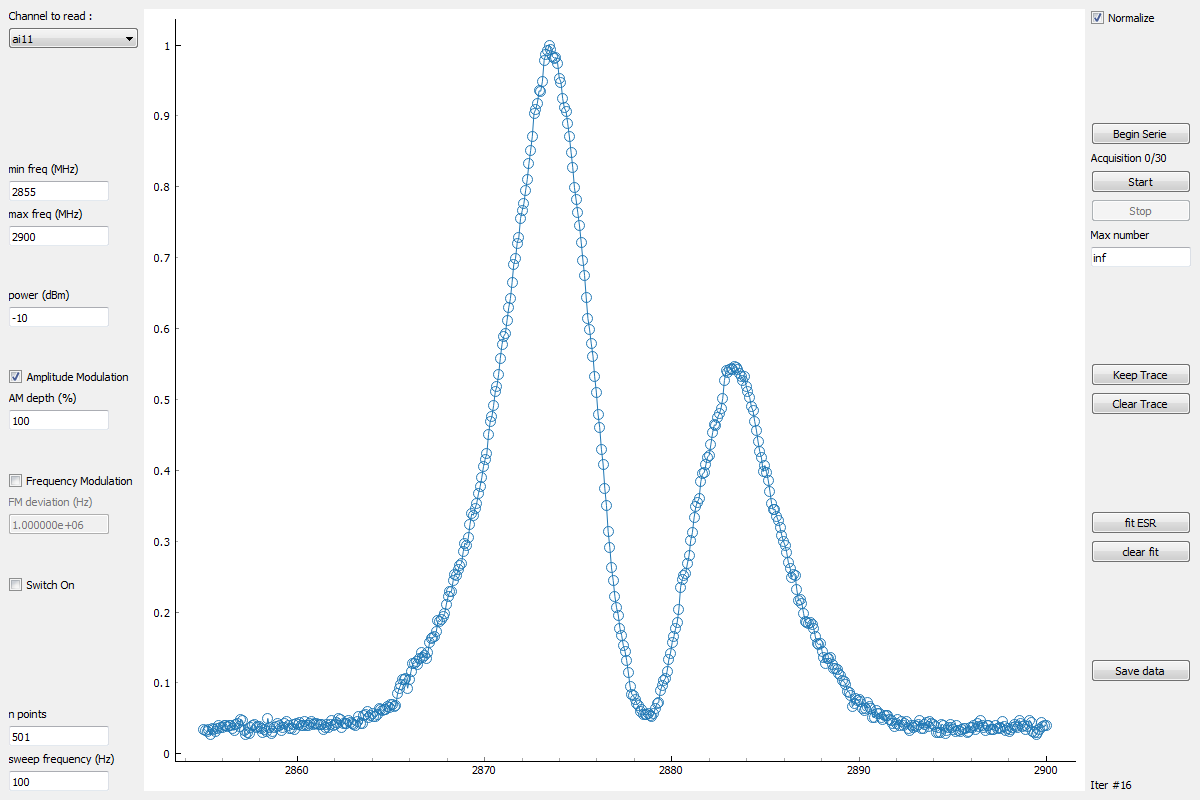 Channel to read :
ai11
min freq (MHz)
2855
max freq (MHz)
2900
power (dBm)
-10
Amplitude Modulation
AM depth (%)
100
Frequency Modulation
FM deviation (Hz)
1.000000e+06
Switch On
n points
501
sweep frequency (Hz)
100
1
0.9
0.8
0.7
0.6
0.5
0.4
0.3
0.2
0.1
0
2860
2870
2880
2890
2900
Normalize
Begin Serie
Acquisition 0/30
Start
Stop
Max number
inf
Keep Trace
Clear Trace
fit ESR
clear fit
Save data
Iter #16